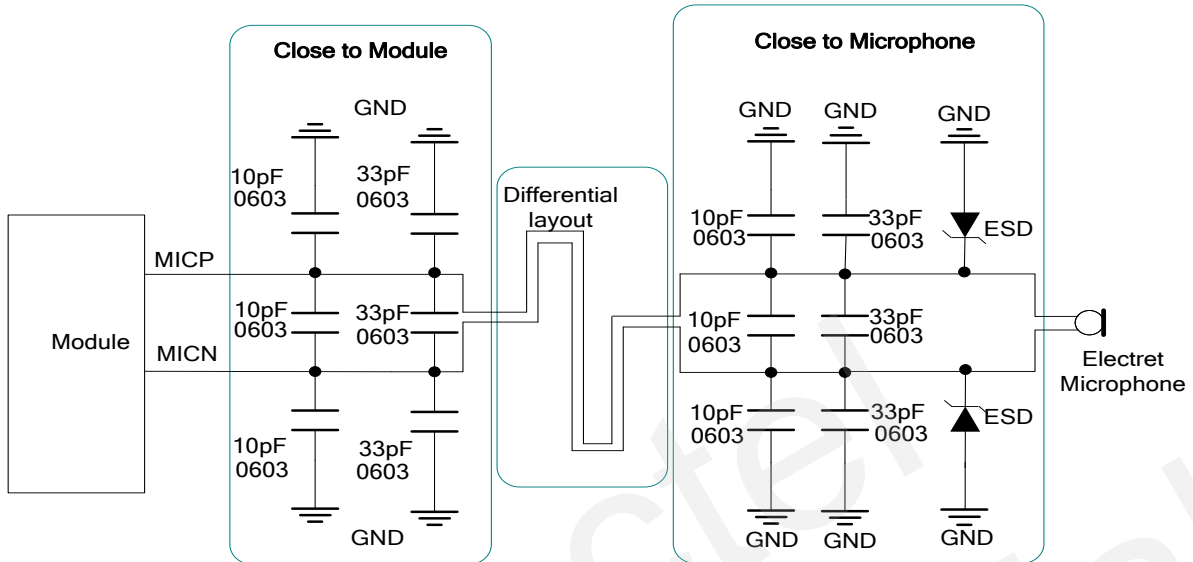 Close to Module
GND
10pF
0603
33pF
0603
MICP
10pF
0603
33pF
0603
Module
MICN
10pF
0603
33pF
0603
GND
Differential
layout
Close to Microphone
GND
GND
GND
10pF
0603
33pF
0603
ESD
10pF
0603
33pF
0603
Electret
Microphone
10pF
0603
33pF
0603
ESD
GND
GND
GND